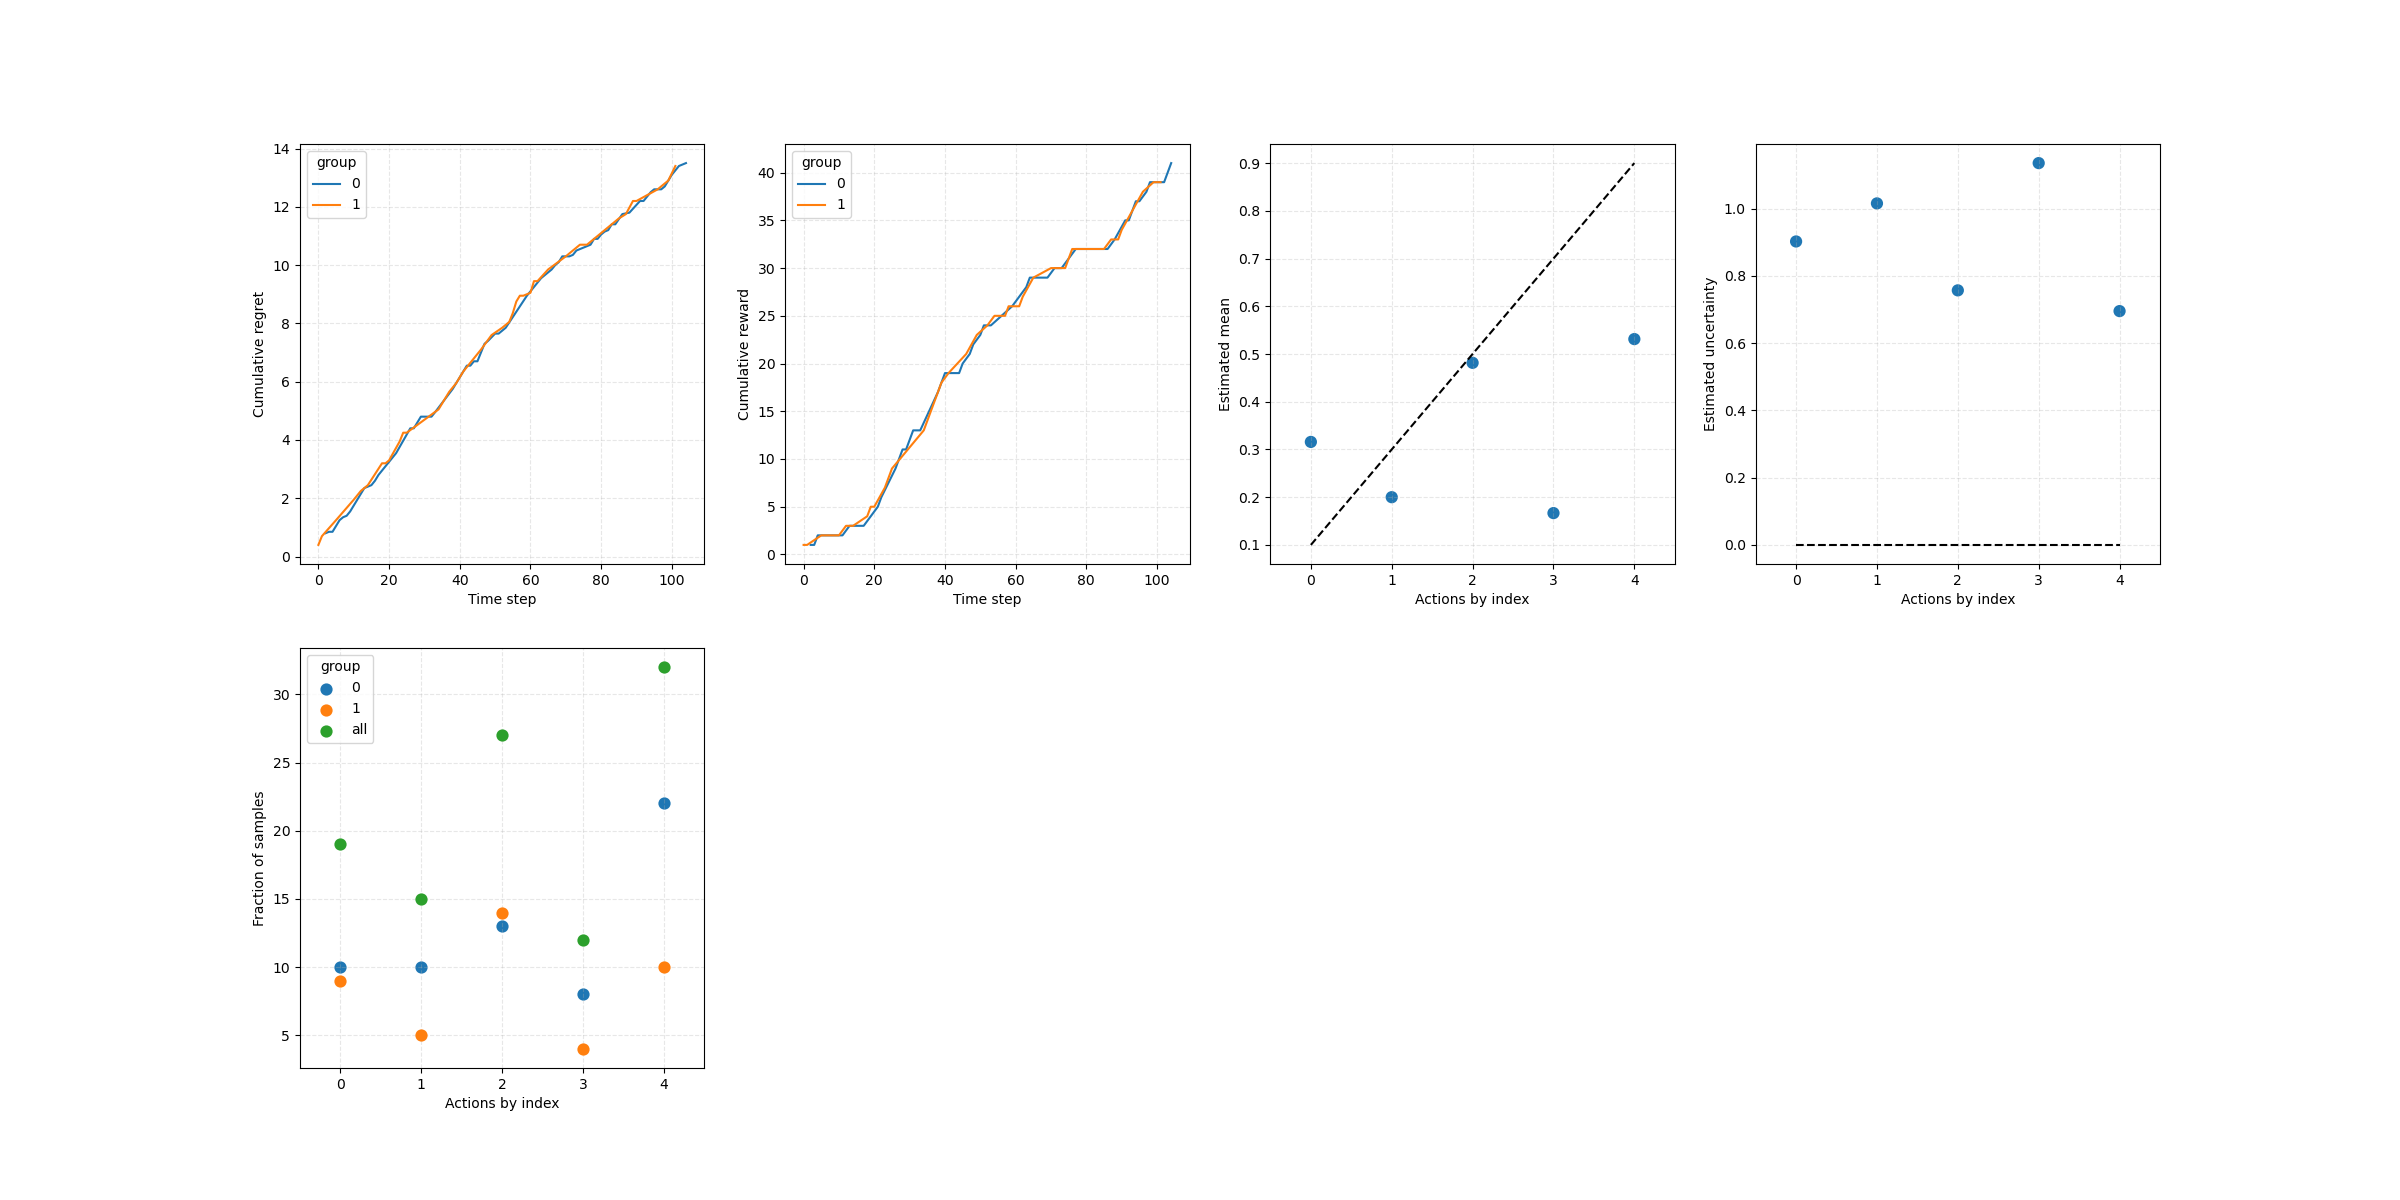 Cumulative regret
14
12
10
8
6
4
2
0
group
0
1
0 20 40 60 80 100
Time step
Cumulative reward
40
35
30
25
20
15
10
5
0
group
0
1
0 20 40 60 80 100
Time step
Estimated mean
0.9
0.8
0.7
0.6
0.5
0.4
0.3
0.2
0.1
0 1 2 3 4
Actions by index
Estimated uncertainty
1.0
0.8
0.6
0.4
0.2
0.0
0 1 2 3 4
Actions by index
Fraction of samples
30
25
20
15
10
5
group
0
1
all
0 1 2 3 4
Actions by index